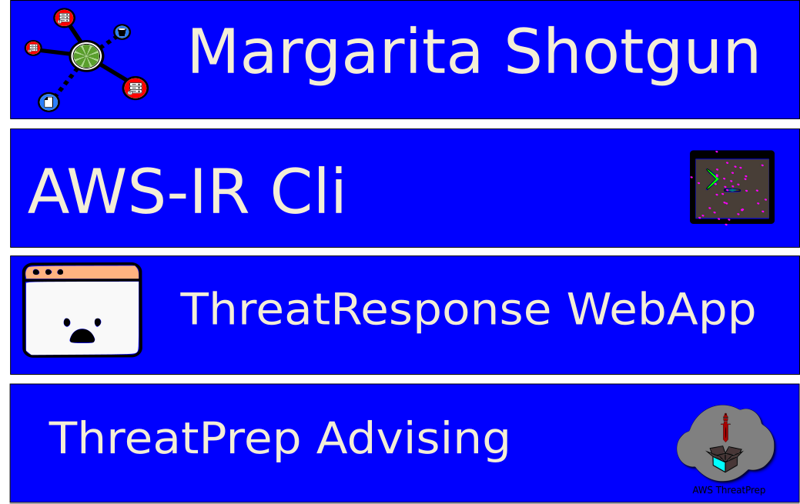 Margarita Shotgun
AWS-IR Cli
ThreatResponse WebApp
ThreatPrep Advising
AWS ThreatPrep